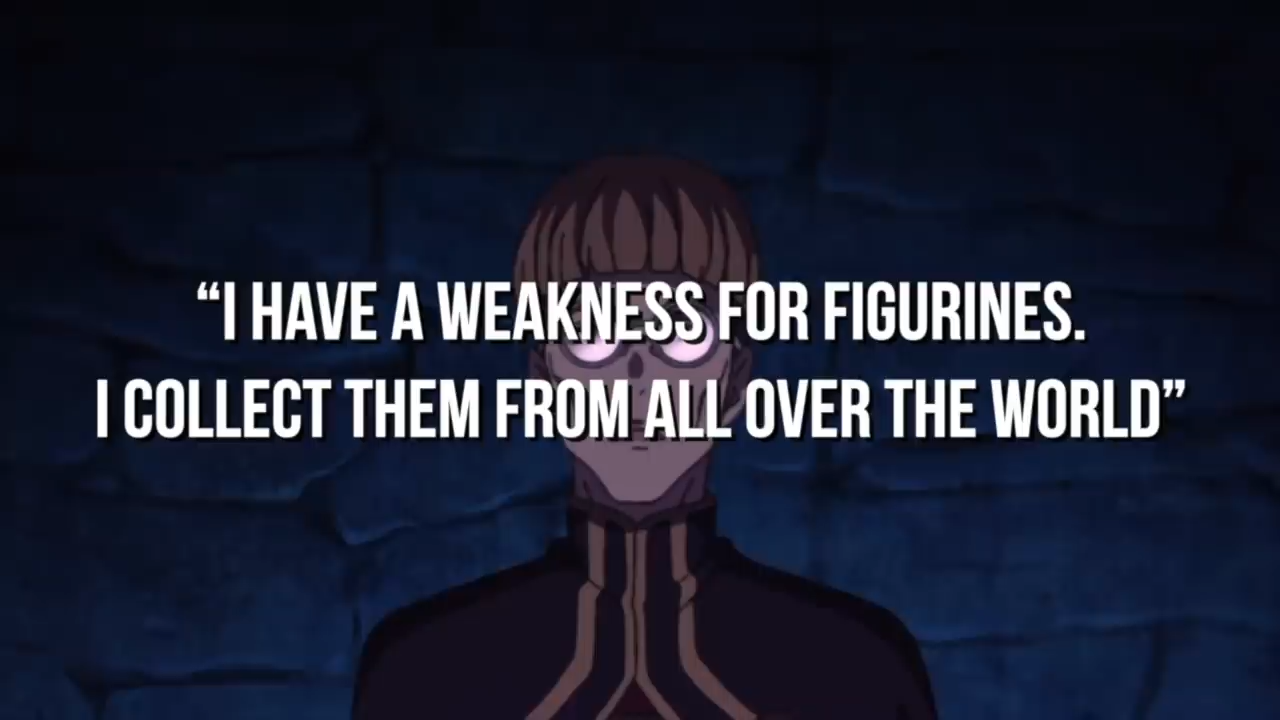 “I HAVE A WEAKNESS FOR FIGURINES.
I COLLECT THEM FROM ALL OVER THE WORLD”